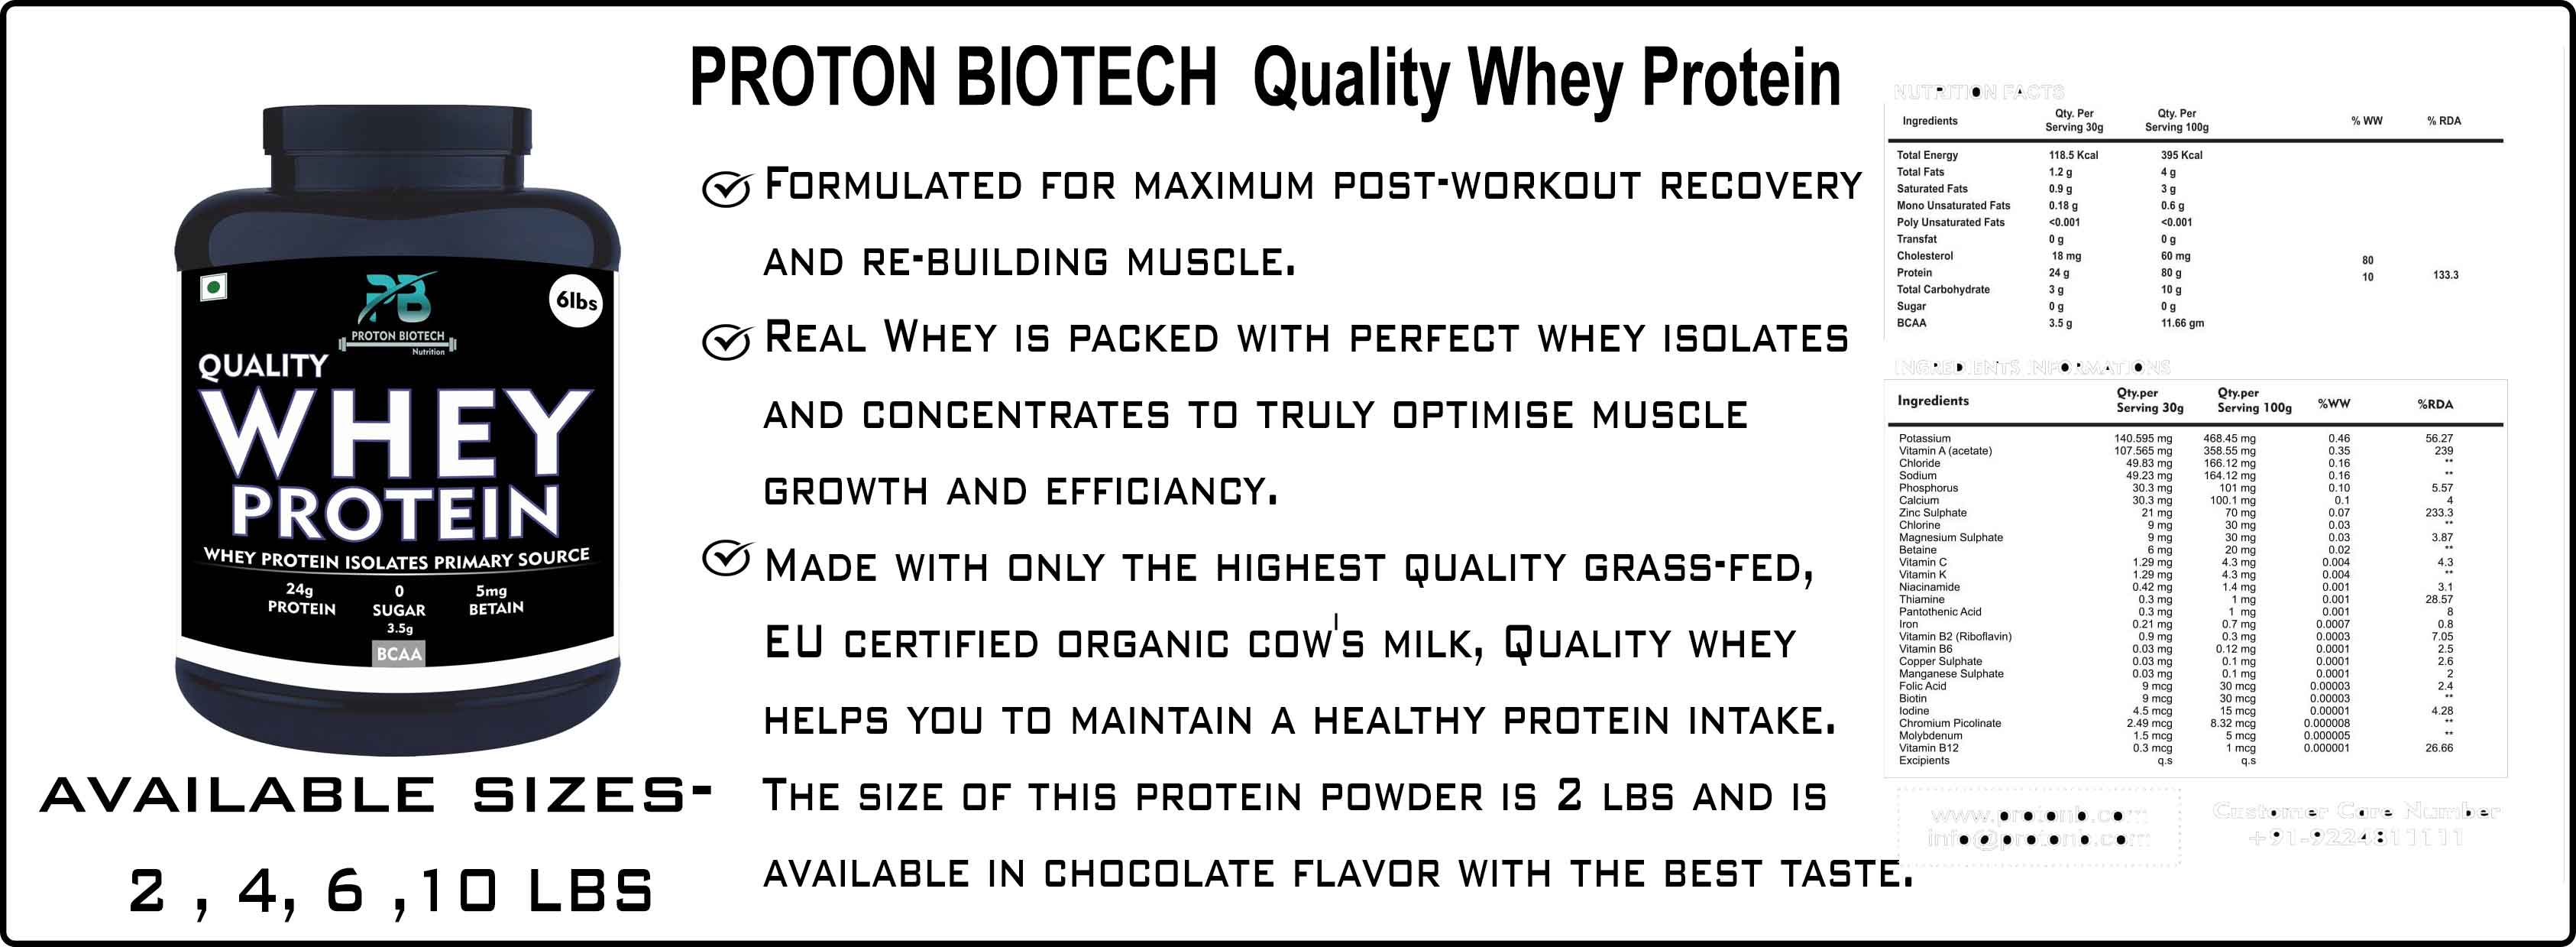 PROTON BIOTECH Quality Whey Protein
FORMULATED FOR MAXIMUM POST-WORKOUT RECOVERY
AND RE-BUILDING MUSCLE.
REAL WHEY IS PACKED WITH PERFECT WHEY ISOLATES
AND CONCENTRATES TO TRULY OPTIMISE MUSCLE
GROWTH AND EFFICIANCY.
MADE WITH ONLY THE HIGHEST QUALITY GRASS-FED,
EU CERTIFIED ORGANIC COW'S MILK, QUALITY WHEY
HELPS YOU TO MAINTAIN A HEALTHY PROTEIN INTAKE.
THE SIZE OF THIS PROTEIN POWDER IS 2 LBS AND IS
AVAILABLE IN CHOCOLATE FLAVOR WITH THE BEST TASTE.
PB
PROTON BIOTECH
Nutrition
6lbs
QUALITY
WHEY
PROTEIN
WHEY PROTEIN ISOLATES PRIMARY SOURCE
24g 0 5mg
PROTEIN SUGAR BETAIN
3.5g
BCAA
AVAILABLE SIZES-
2 , 4, 6 ,10 LBS
NUTRITION FACTS
Ingredients Qty. Per Serving 30g Qty. Per Serving 100g % WW % RDA
Total Energy 118.5 Kcal 395 Kcal
Total Fats 1.2 g 4 g
Saturated Fats 0.9 g 3 g
Mono Unsaturated Fats 0.18 g 0.6 g
Poly Unsaturated Fats <0.001 <0.001
Transfat 0 g 0 g
Cholesterol 18 mg 60 mg 80
Protein 24 g 80 g 10 133.3
Total Carbohydrate 3 g 10 g
Sugar 0 g 0 g
BCAA 3.5 g 11.66 gm
INGREDIENTS INFORMATIONS
Ingredients Qty.per Serving 30g Qty.per Serving 100g %WW %RDA
Potassium 140.595 mg 468.45 mg 0.46 56.27
Vitamin A (acetate) 107.565 mg 358.55 mg 0.35 239
Chloride 49.83 mg 166.12 mg 0.16 **
Sodium 49.23 mg 164.12 mg 0.16 **
Phosphorus 30.3 mg 101 mg 0.10 5.57
Calcium 30.3 mg 100.1 mg 0.1 4
Zinc Sulphate 21 mg 70 mg 0.07 233.3
Chlorine 9 mg 30 mg 0.03 **
Magnesium Sulphate 9 mg 30 mg 0.03 3.87
Betaine 6 mg 20 mg 0.02 **
Vitamin C 1.29 mg 4.3 mg 0.004 4.3
Vitamin K 1.29 mg 4.3 mg 0.004 **
Niacinamide 0.42 mg 1.4 mg 0.001 3.1
Thiamine 0.3 mg 1 mg 0.001 28.57
Pantothenic Acid 0.3 mg 1 mg 0.001 8
Iron 0.21 mg 0.7 mg 0.0007 0.8
Vitamin B2 (Riboflavin) 0.9 mg 0.3 mg 0.0003 7.05
Vitamin B6 0.03 mg 0.12 mg 0.0001 2.5
Copper Sulphate 0.03 mg 0.1 mg 0.0001 2.6
Manganese Sulphate 0.03 mg 0.1 mg 0.0001 2
Folic Acid 9 mcg 30 mcg 0.00003 2.4
Biotin 9 mcg 30 mcg 0.00003 **
Iodine 4.5 mcg 15 mcg 0.00001 4.28
Chromium Picolinate 2.49 mcg 8.32 mcg 0.000008 **
Molybdenum 1.5 mcg 5 mcg 0.000005 **
Vitamin B12 0.3 mcg 1 mcg 0.000001 26.66
Excipients q.s q.s
www.protonb.com
info@protonb.com
Customer Care Number
+91-9224811111